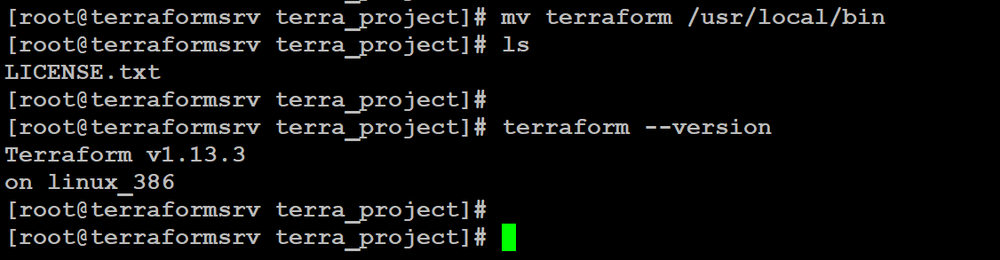 [root@terraformsrv terra_project]# mv terraform /usr/local/bin
[root@terraformsrv terra_project]# ls
LICENSE.txt
[root@terraformsrv terra_project]#
[root@terraformsrv terra_project]# terraform --version
Terraform v1.13.3
on linux_386
[root@terraformsrv terra_project]#
[root@terraformsrv terra_project]#